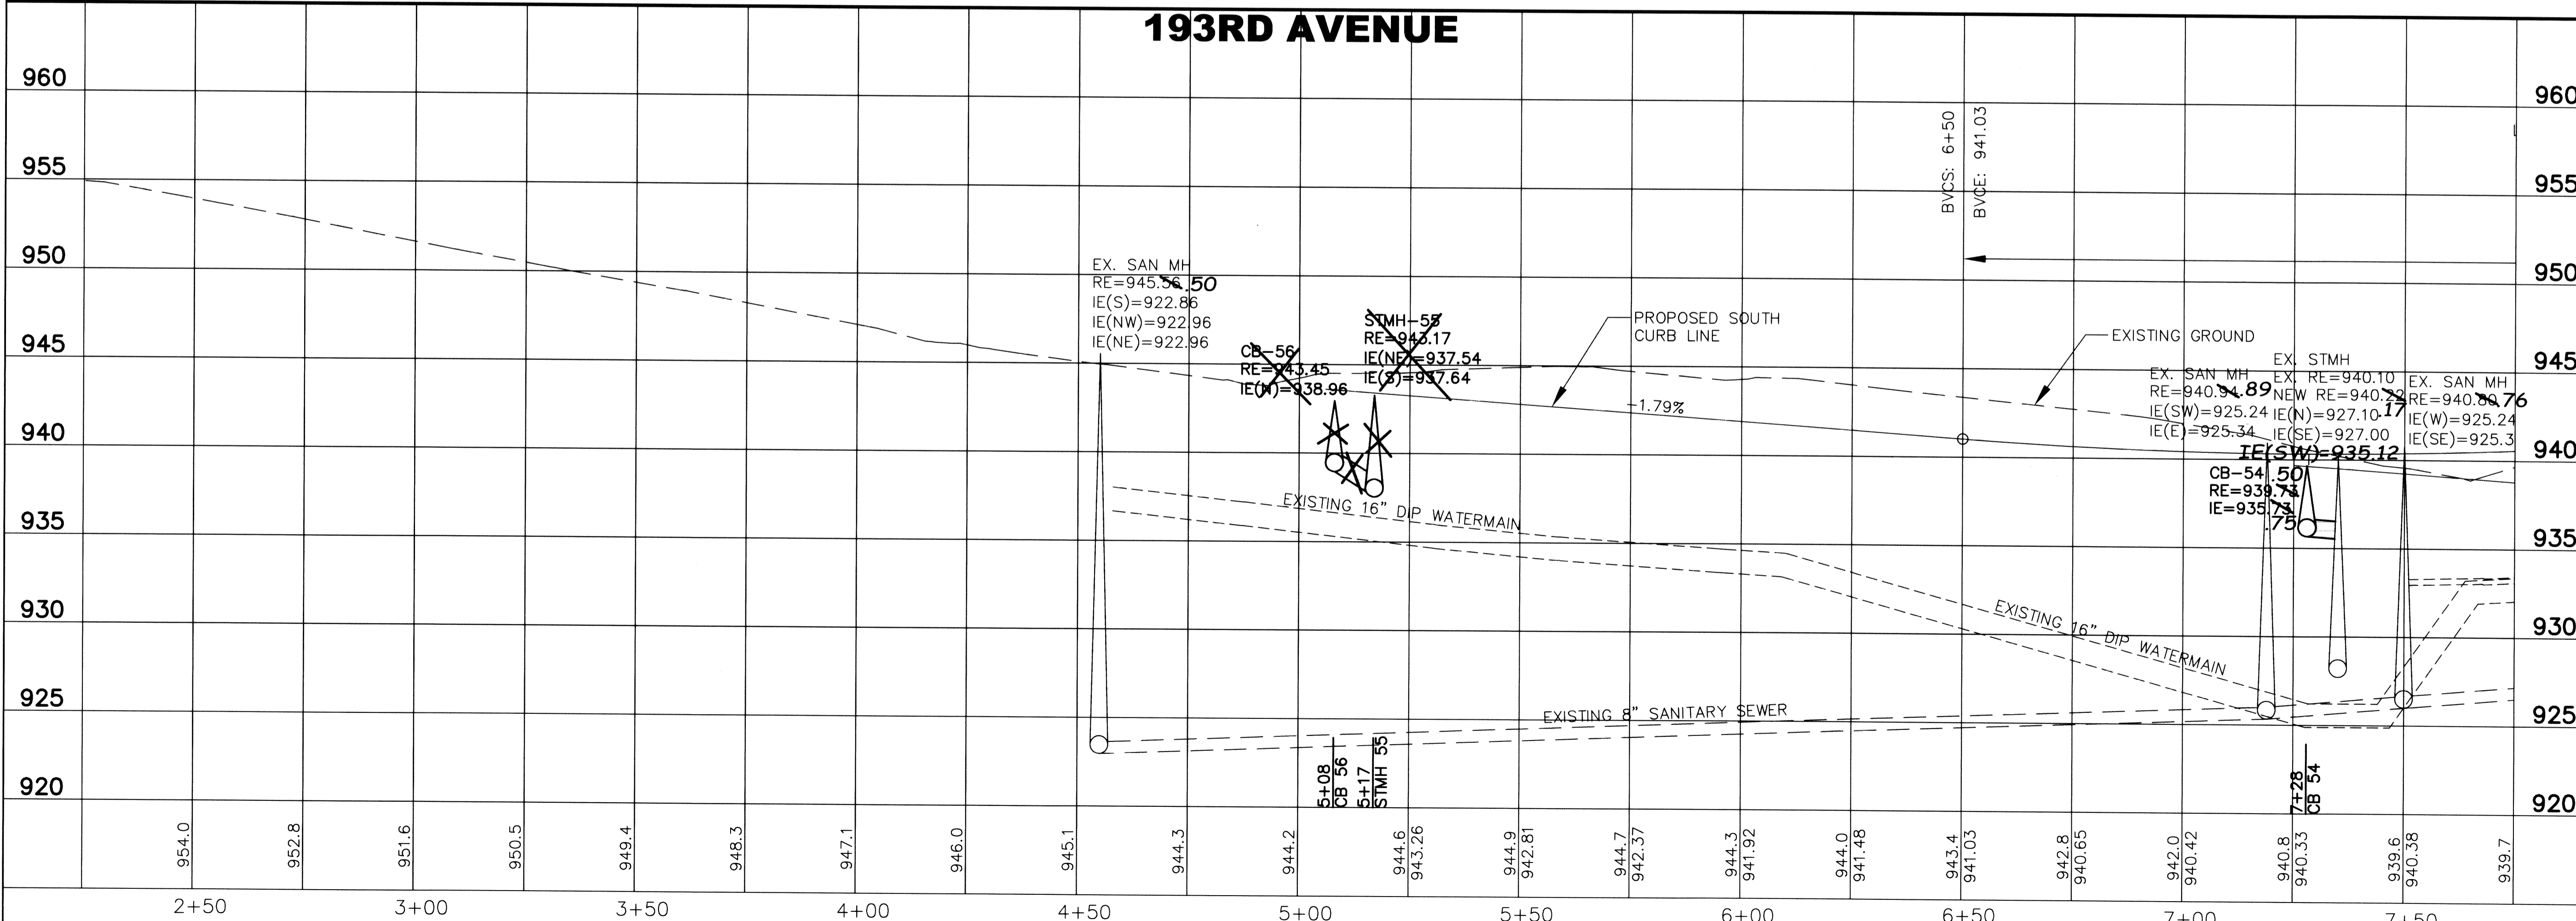 193RD AVENUE
960
960
955
955
950
950
945
945
940
940
935
935
930
930
925
925
920
920
BVCS: 6+50
BVCE: 941.03
EX. SAN MH
RE=945.56 .50
IE(S)=922.86
IE(NW)=922.96
IE(NE)=922.96
CB-56
RE=943.45
IE(N)=938.96
STMH-55
RE=943.17
IE(NE)=937.54
IE(S)=937.64
PROPOSED SOUTH
CURB LINE
-1.79%
EXISTING GROUND
EX. SAN MH
RE=940.94 .89
IE(SW)=925.24
IE(E)=925.34
EX. STMH
EX. RE=940.10
NEW RE=940.22
IE(N)=927.10 .17
IE(SE)=927.00
IE(SW)=935.12
EX. SAN MH
RE=940.80 .76
IE(W)=925.24
IE(SE)=925.3
CB-54 .50
RE=939.73
IE=935.73
.75
EXISTING 16" DIP WATERMAIN
EXISTING 16" DIP WATERMAIN
EXISTING 8" SANITARY SEWER
5+08
CB 56
5+17
STMH 55
7+28
CB 54
954.0
952.8
951.6
950.5
949.4
948.3
947.1
946.0
945.1
944.3
944.2
944.6
943.26
944.9
942.81
944.7
942.37
944.3
941.92
944.0
941.48
943.4
941.03
942.8
940.65
942.0
940.42
940.8
940.33
939.6
940.38
939.7
2+50
3+00
3+50
4+00
4+50
5+00
5+50
6+00
6+50
7+00
7+50